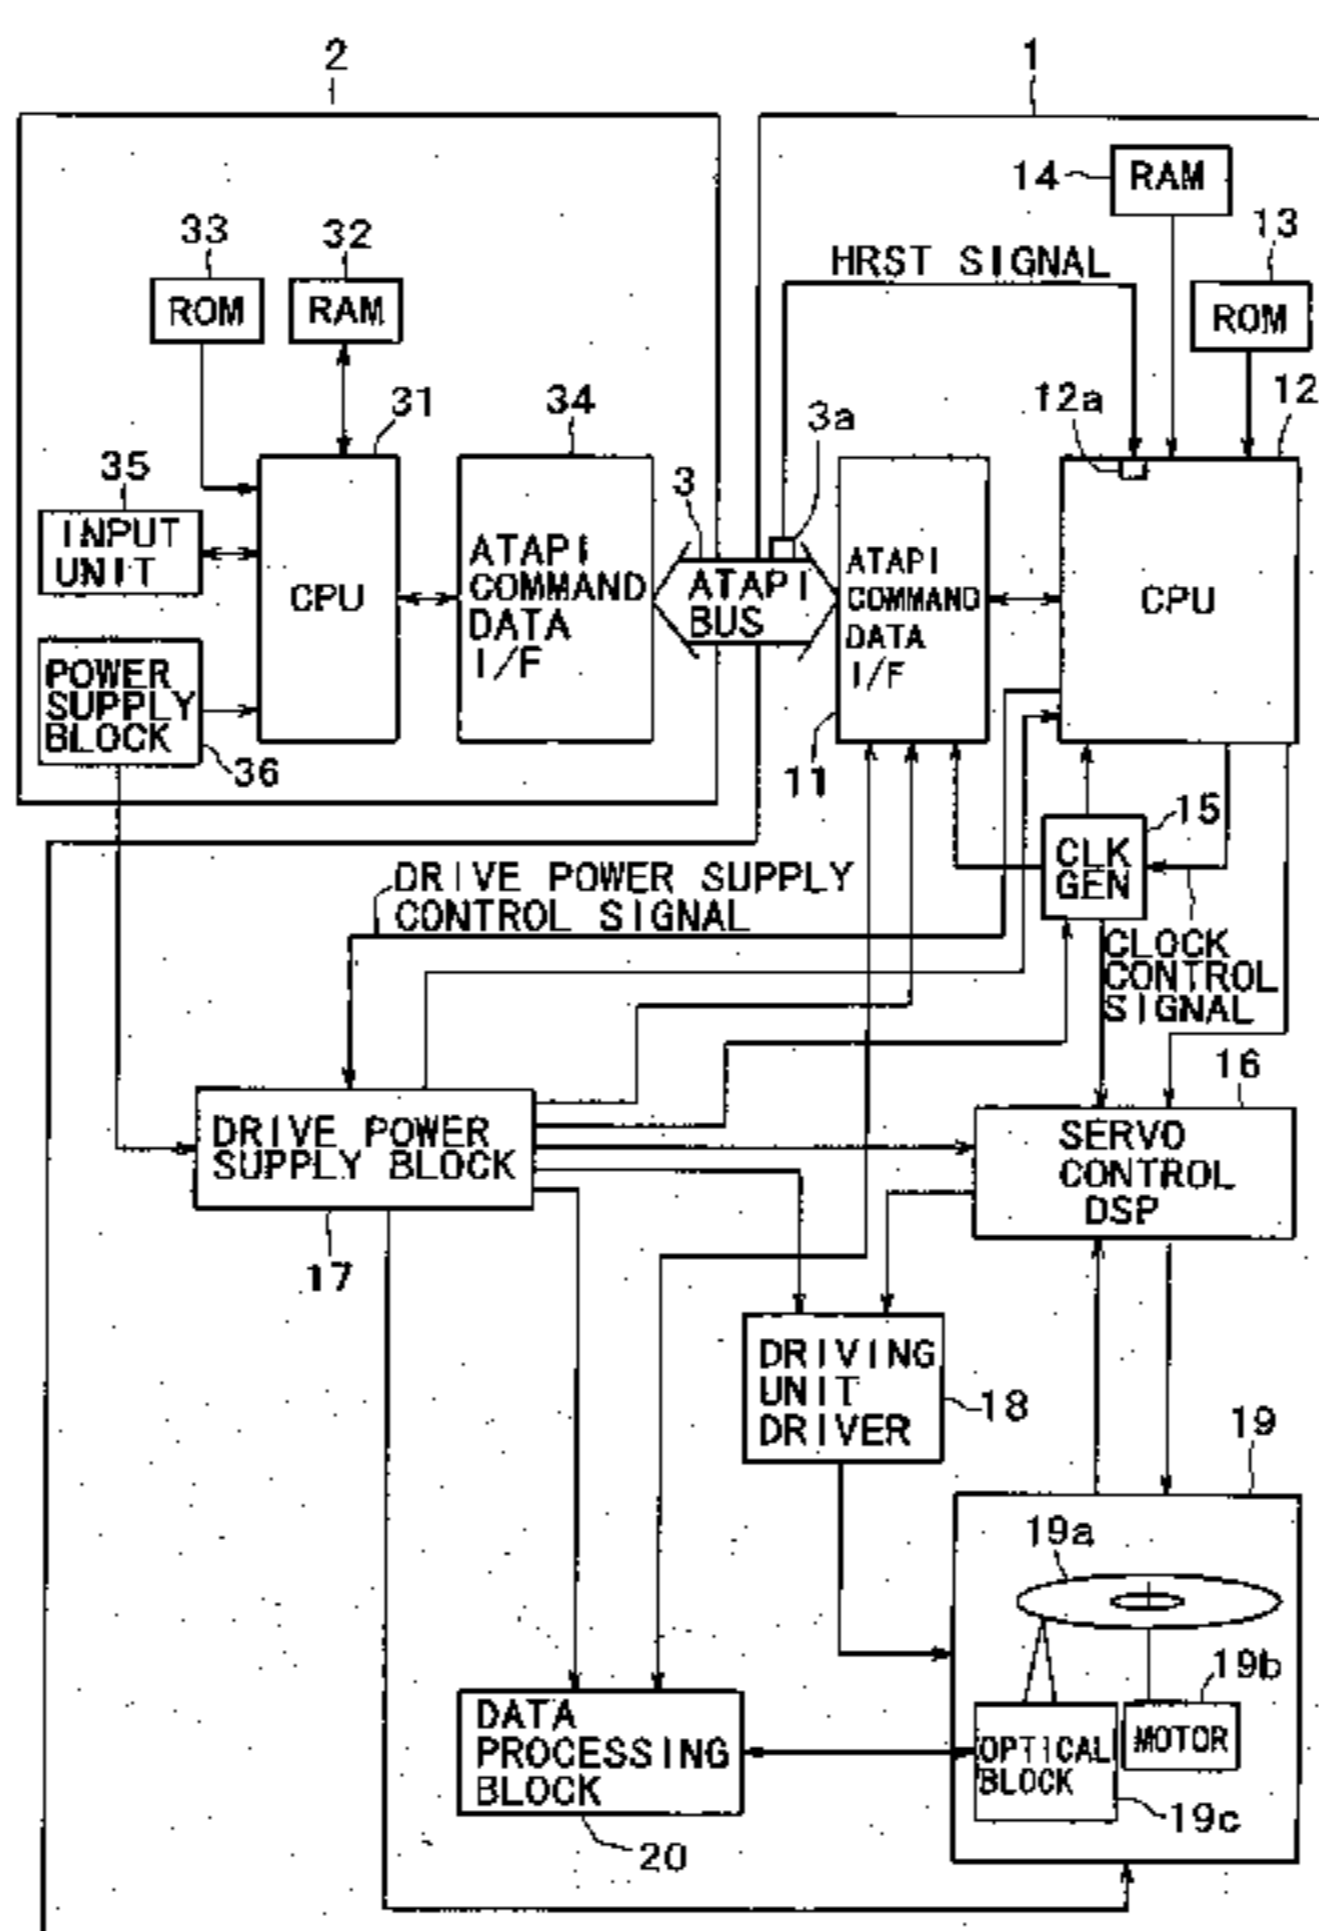 2
1
14
RAM
33
32
13
HRST SIGNAL
ROM
RAM
ROM
31
34
3a
12a
12
35
3
INPUT
UNIT
CPU
ATAPI
COMMAND
DATA
I/F
ATAPI
BUS
ATAPI
COMMAND
DATA
I/F
CPU
POWER
SUPPLY
BLOCK
36
11
15
CLK
GEN
DRIVE POWER SUPPLY
CONTROL SIGNAL
CLOCK
CONTROL
SIGNAL
16
DRIVE POWER
SUPPLY BLOCK
SERVO
CONTROL
DSP
17
DRIVING
UNIT
DRIVER
18
19
19a
19b
DATA
PROCESSING
BLOCK
OPTICAL
BLOCK
MOTOR
19c
20